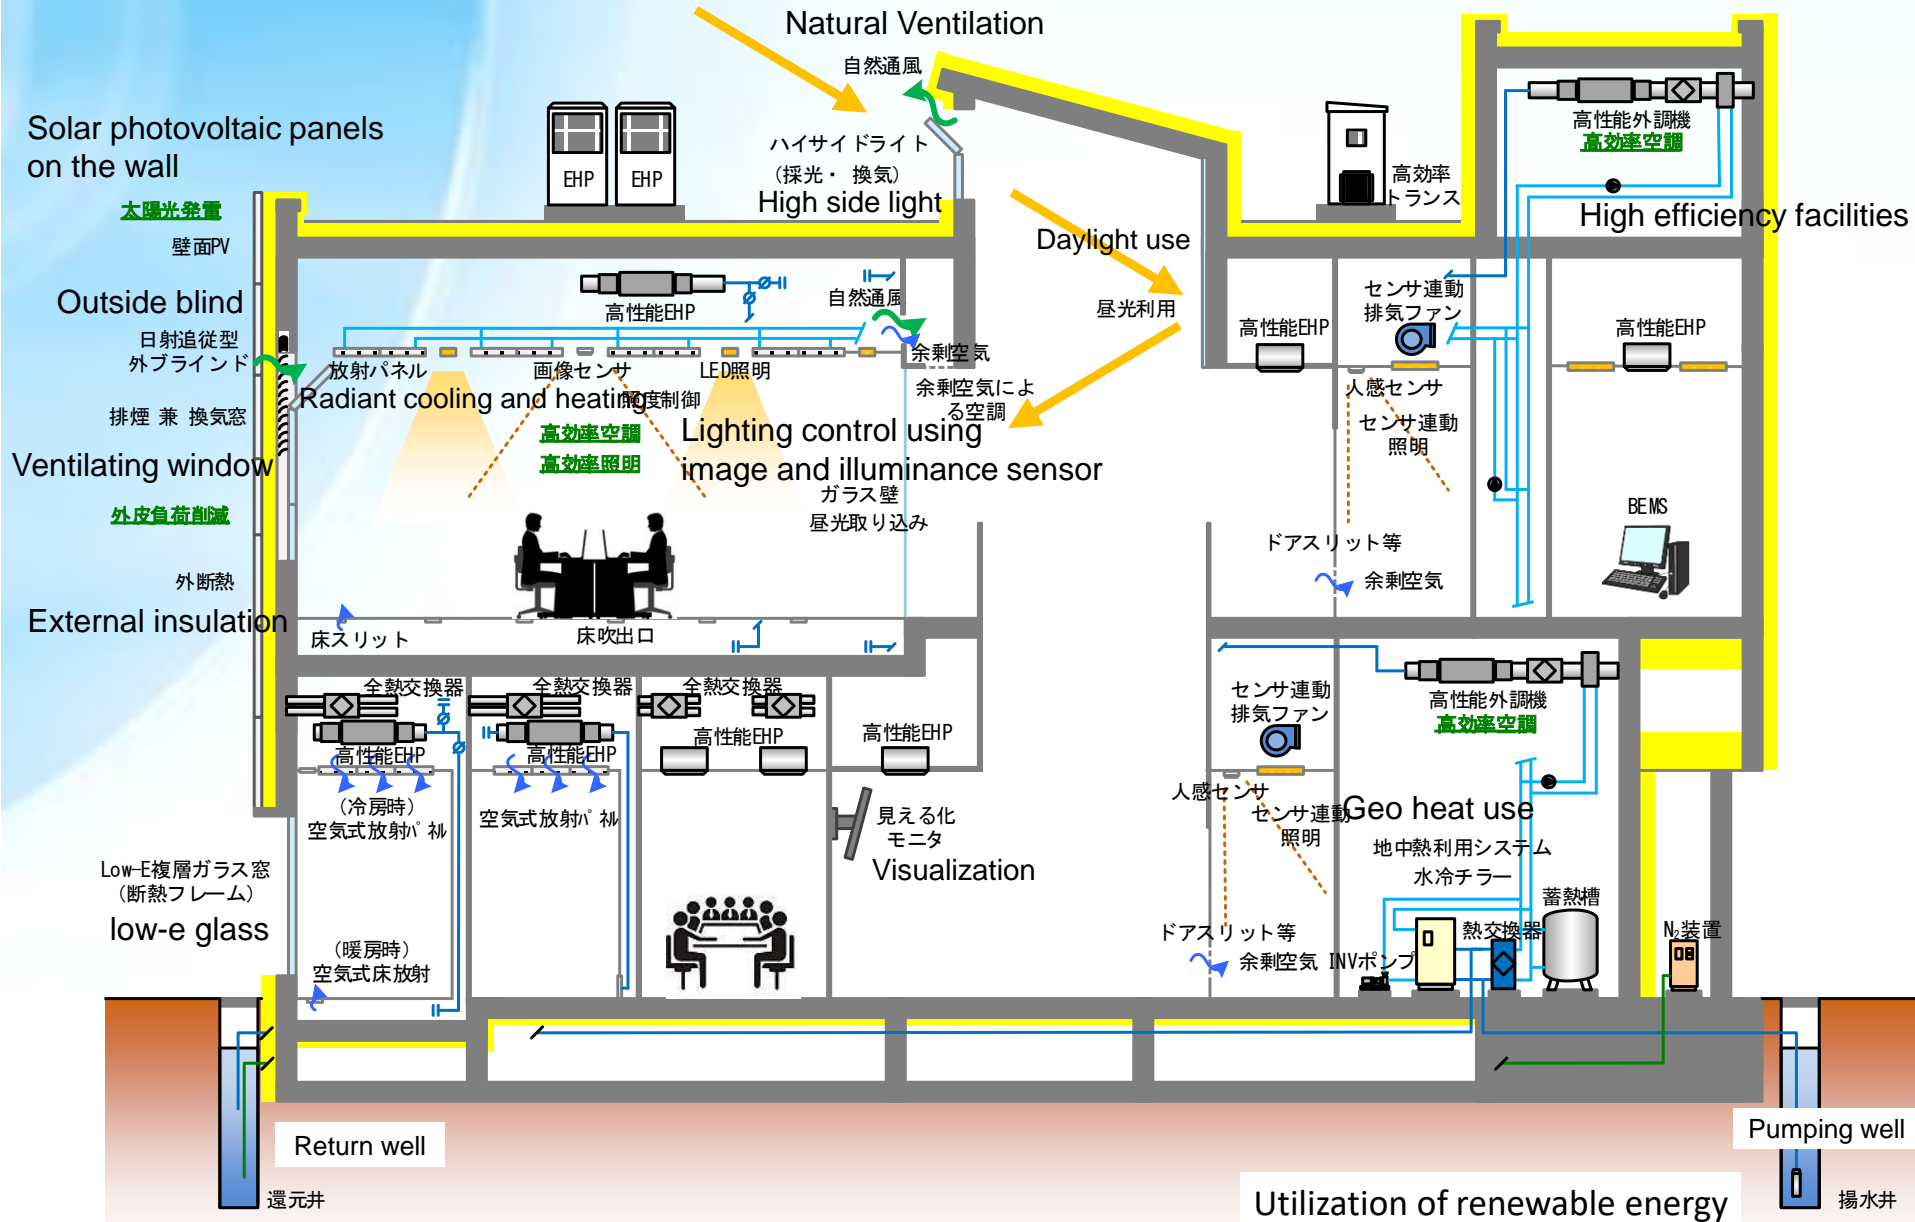 Natural Ventilation
自然通風
Solar photovoltaic panels
on the wall
太陽光発電
壁面PV
EHP
EHP
ハイサイドライト
（採光・ 換気）
High side light
高効率
トランス
高性能外調機
高効率空調
High efficiency facilities
Daylight use
昼光利用
Outside blind
日射追従型
外ブラインド
排煙 兼 換気窓
Ventilating window
外皮負荷削減
外断熱
External insulation
高性能EHP
自然通風
余剰空気
余剰空気によ
る空調
放射パネル
画像センサ
LED照明
Radiant cooling and heating
照度制御
高効率空調
高効率照明
Lighting control using
image and illuminance sensor
ガラス壁
昼光取り込み
床スリット
床吹出口
高性能EHP
センサ連動
排気ファン
高性能EHP
人感センサ
センサ連動
照明
ドアスリット等
余剰空気
BEMS
全熱交換器
全熱交換器
全熱交換器
高性能EHP
高性能EHP
高性能EHP
高性能EHP
（冷房時）
空気式放射ﾊﾟﾈﾙ
空気式放射ﾊﾟﾈﾙ
見える化
モニタ
Visualization
センサ連動
排気ファン
高性能外調機
高効率空調
人感センサ
センサ連動
照明
Geo heat use
地中熱利用システム
水冷チラー
蓄熱槽
熱交換器
N₂装置
Low-E複層ガラス窓
（断熱フレーム）
low-e glass
（暖房時）
空気式床放射
ドアスリット等
余剰空気
INVポンプ
Return well
還元井
Pumping well
揚水井
Utilization of renewable energy